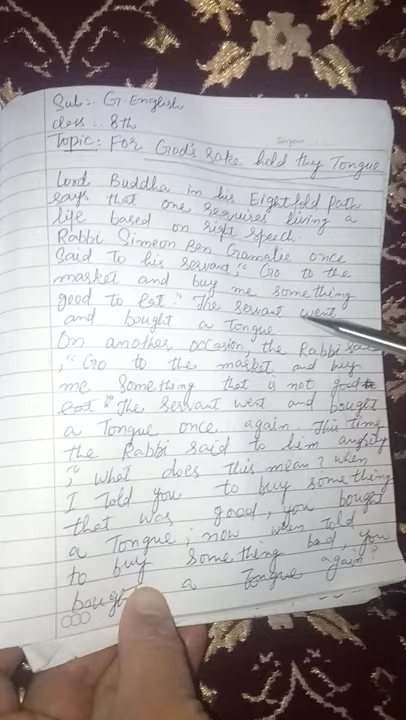 Sub:- G. English
class:- 8th
Topic: For God's sake hold thy Tongue
Lord Buddha in his Eightfold Path
says that one requires living a
life based on right speech.
Rabbi Simeon Ben Gramalie once
said to his servant, "Go to the
market and buy me something
good to Eat." The servant went
and bought a Tongue
On another occasion, the Rabbi said
, "Go to the market and buy
me something that is not good to
eat" The servant went and bought
a Tongue once again. This time
the Rabbi said to him angrily
, what does this mean? when
I told you to buy something
that was good, you bought
a Tongue; now when told
to buy something bad you
bought a Tongue again?